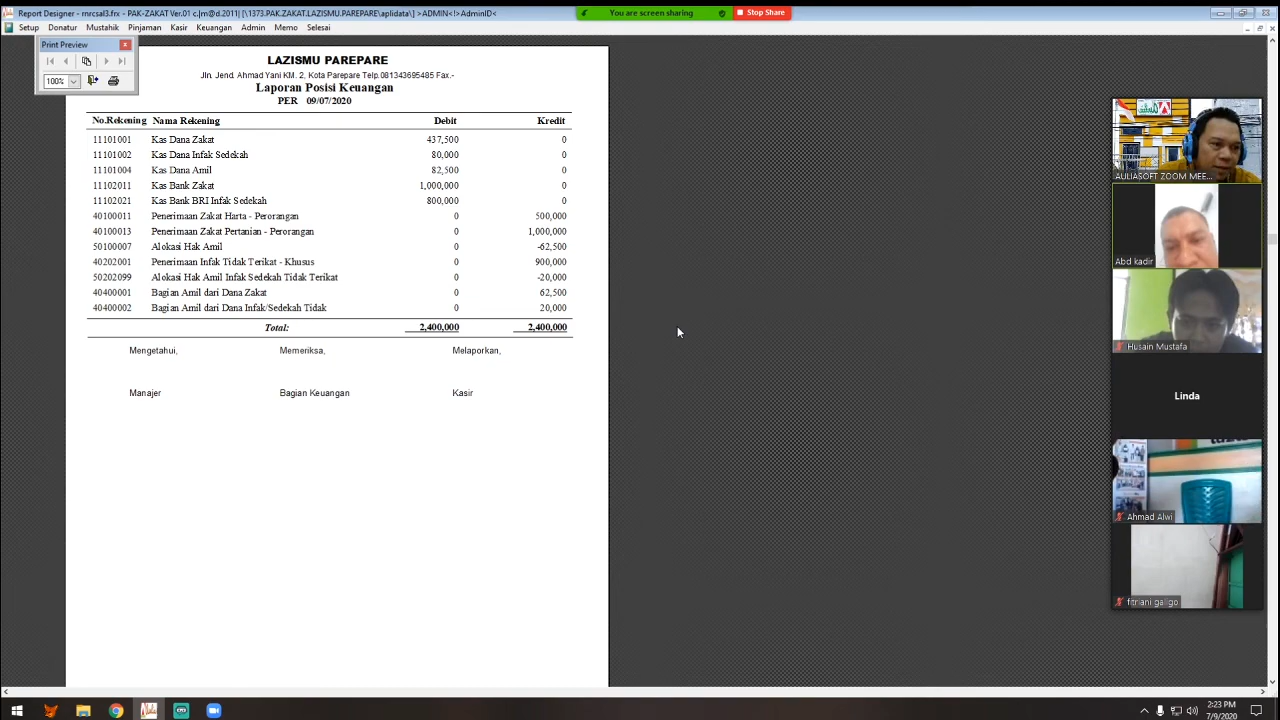 Report Designer - rnrcsal3.frx - PAK-ZAKAT Ver.01 c.|m@d.2011| [\1373.PAK.ZAKAT.LAZISMU.PAREPARE\aplidata\] >ADMIN<!>AdminID<
You are screen sharing
Stop Share
Setup Donatur Mustahik Pinjaman Kasir Keuangan Admin Memo Selesai
Print Preview
100%
LAZISMU PAREPARE
Jln. Jend. Ahmad Yani KM. 2, Kota Parepare Telp.081343695485 Fax.-
Laporan Posisi Keuangan
PER 09/07/2020
No.Rekening Nama Rekening Debit Kredit
11101001 Kas Dana Zakat 437,500 0
11101002 Kas Dana Infak Sedekah 80,000 0
11101004 Kas Dana Amil 82,500 0
11102011 Kas Bank Zakat 1,000,000 0
11102021 Kas Bank BRI Infak Sedekah 800,000 0
40100011 Penerimaan Zakat Harta - Perorangan 0 500,000
40100013 Penerimaan Zakat Pertanian - Perorangan 0 1,000,000
50100007 Alokasi Hak Amil 0 -62,500
40202001 Penerimaan Infak Tidak Terikat - Khusus 0 900,000
50202099 Alokasi Hak Amil Infak Sedekah Tidak Terikat 0 -20,000
40400001 Bagian Amil dari Dana Zakat 0 62,500
40400002 Bagian Amil dari Dana Infak/Sedekah Tidak 0 20,000
Total: 2,400,000 2,400,000
Mengetahui, Memeriksa, Melaporkan,
Manajer Bagian Keuangan Kasir
AULIASOFT ZOOM MEE...
Abd kadir
Husain Mustafa
Linda
Ahmad Alwi
fitriani galigo
2:23 PM
7/9/2020